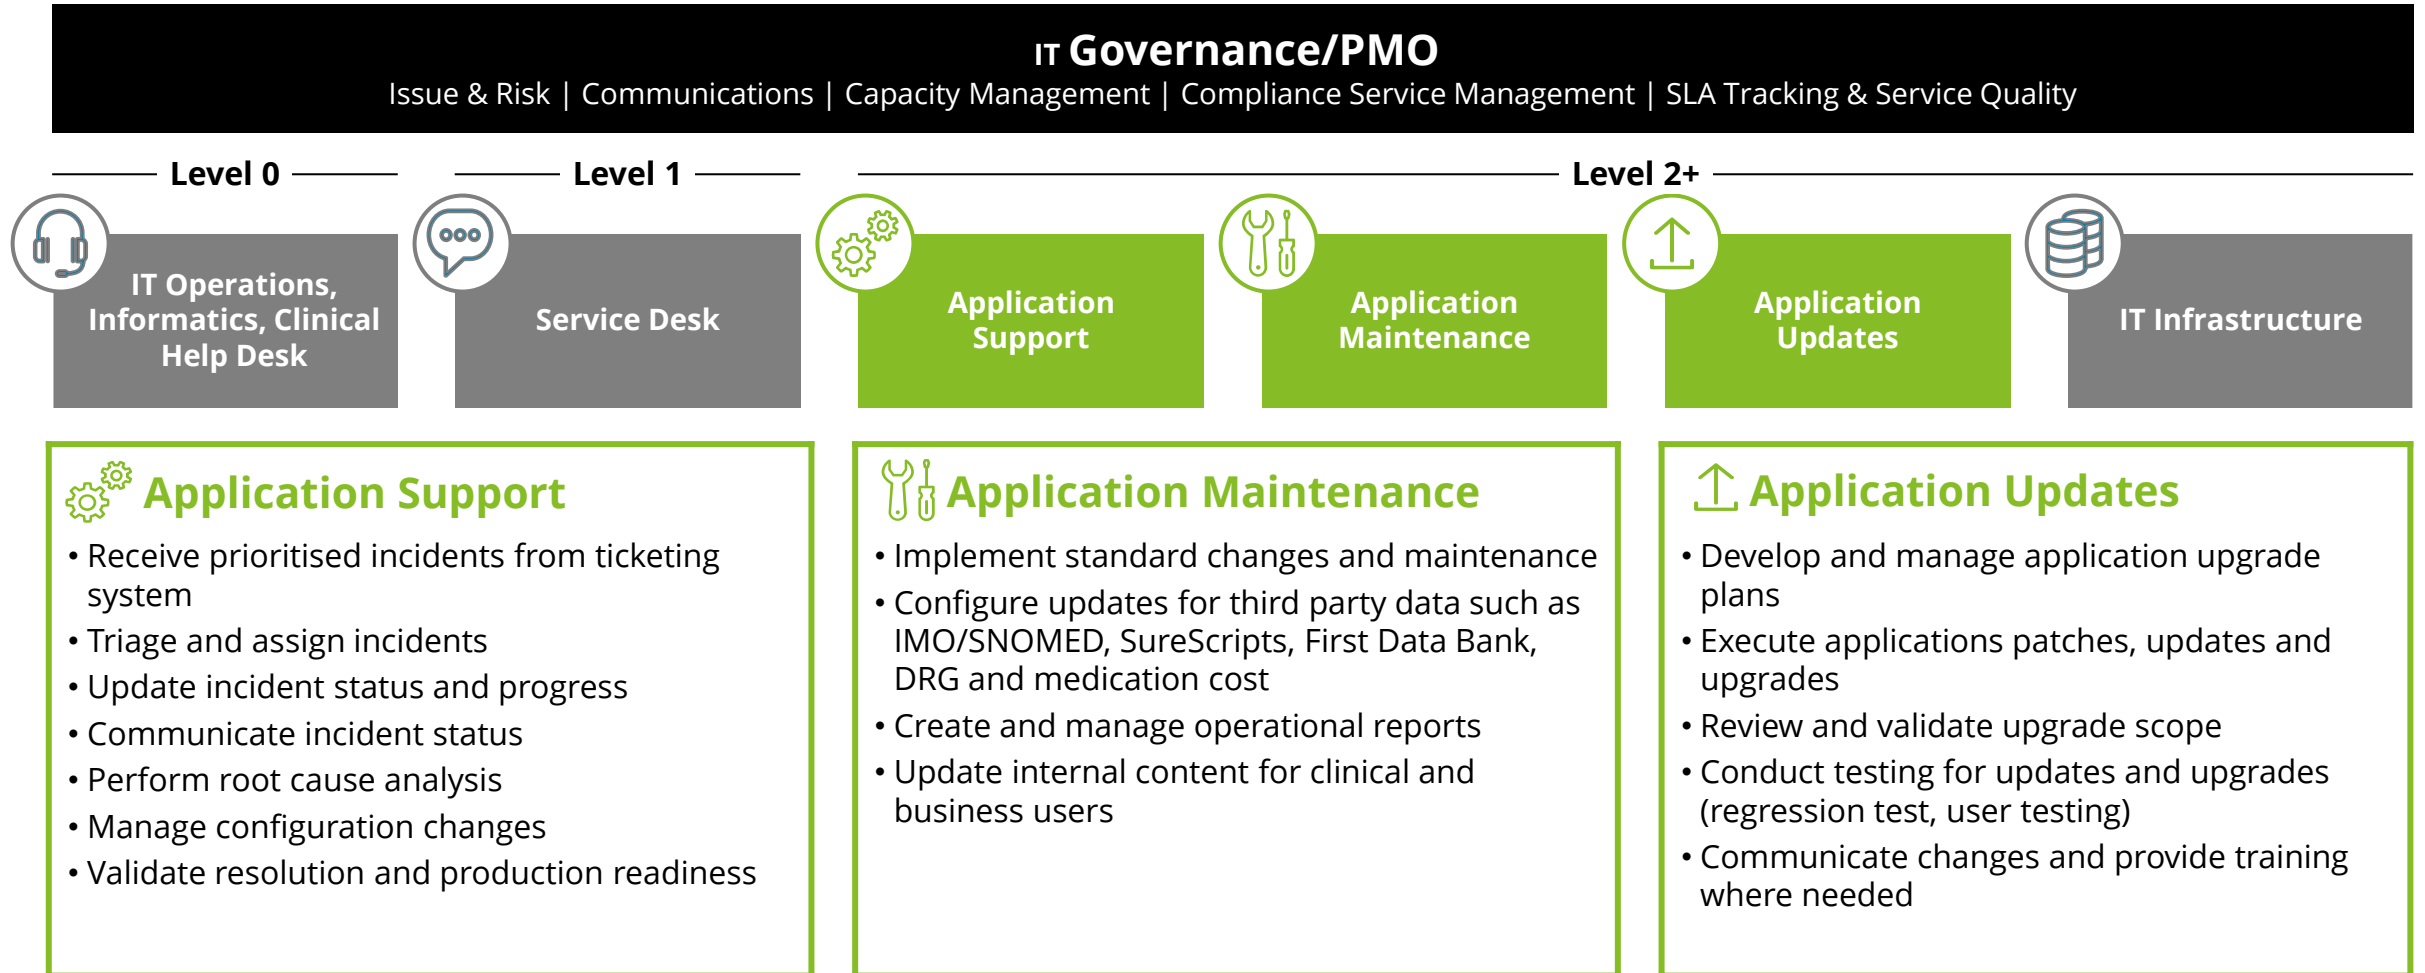 IT Governance/PMO
Issue & Risk | Communications | Capacity Management | Compliance Service Management | SLA Tracking & Service Quality
Level 0
Level 1
Level 2+
IT Operations,
Informatics, Clinical
Help Desk
Service Desk
Application
Support
Application
Maintenance
Application
Updates
IT Infrastructure
Application Support
• Receive prioritised incidents from ticketing
system
• Triage and assign incidents
• Update incident status and progress
• Communicate incident status
• Perform root cause analysis
• Manage configuration changes
• Validate resolution and production readiness
Application Maintenance
• Implement standard changes and maintenance
• Configure updates for third party data such as
IMO/SNOMED, SureScripts, First Data Bank,
DRG and medication cost
• Create and manage operational reports
• Update internal content for clinical and
business users
Application Updates
• Develop and manage application upgrade
plans
• Execute applications patches, updates and
upgrades
• Review and validate upgrade scope
• Conduct testing for updates and upgrades
(regression test, user testing)
• Communicate changes and provide training
where needed